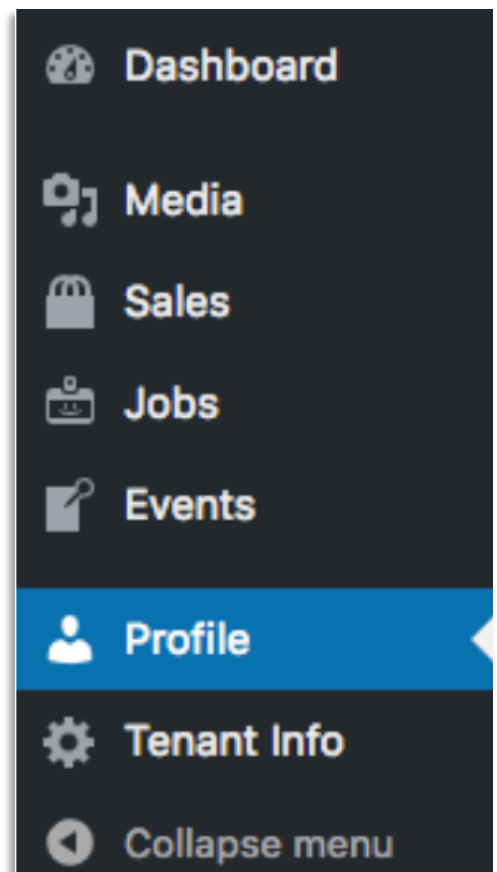 Dashboard
Media
Sales
Jobs
Events
Profile
Tenant Info
Collapse menu